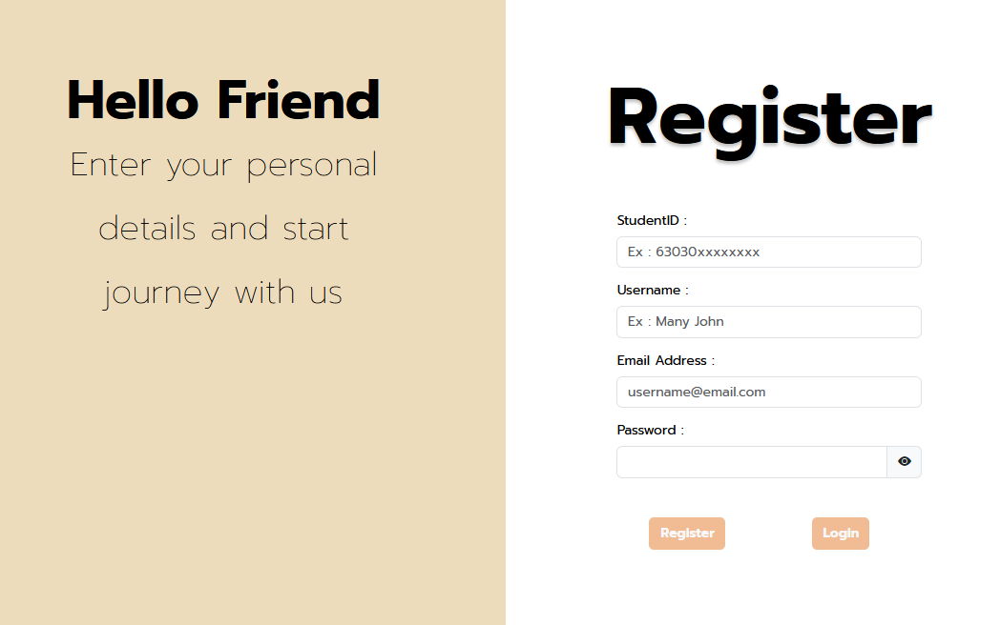 Hello Friend
Enter your personal
details and start
journey with us
Register
StudentID :
Ex : 63030xxxxxxxx
Username :
Ex : Many John
Email Address :
username@email.com
Password :
Register
Login